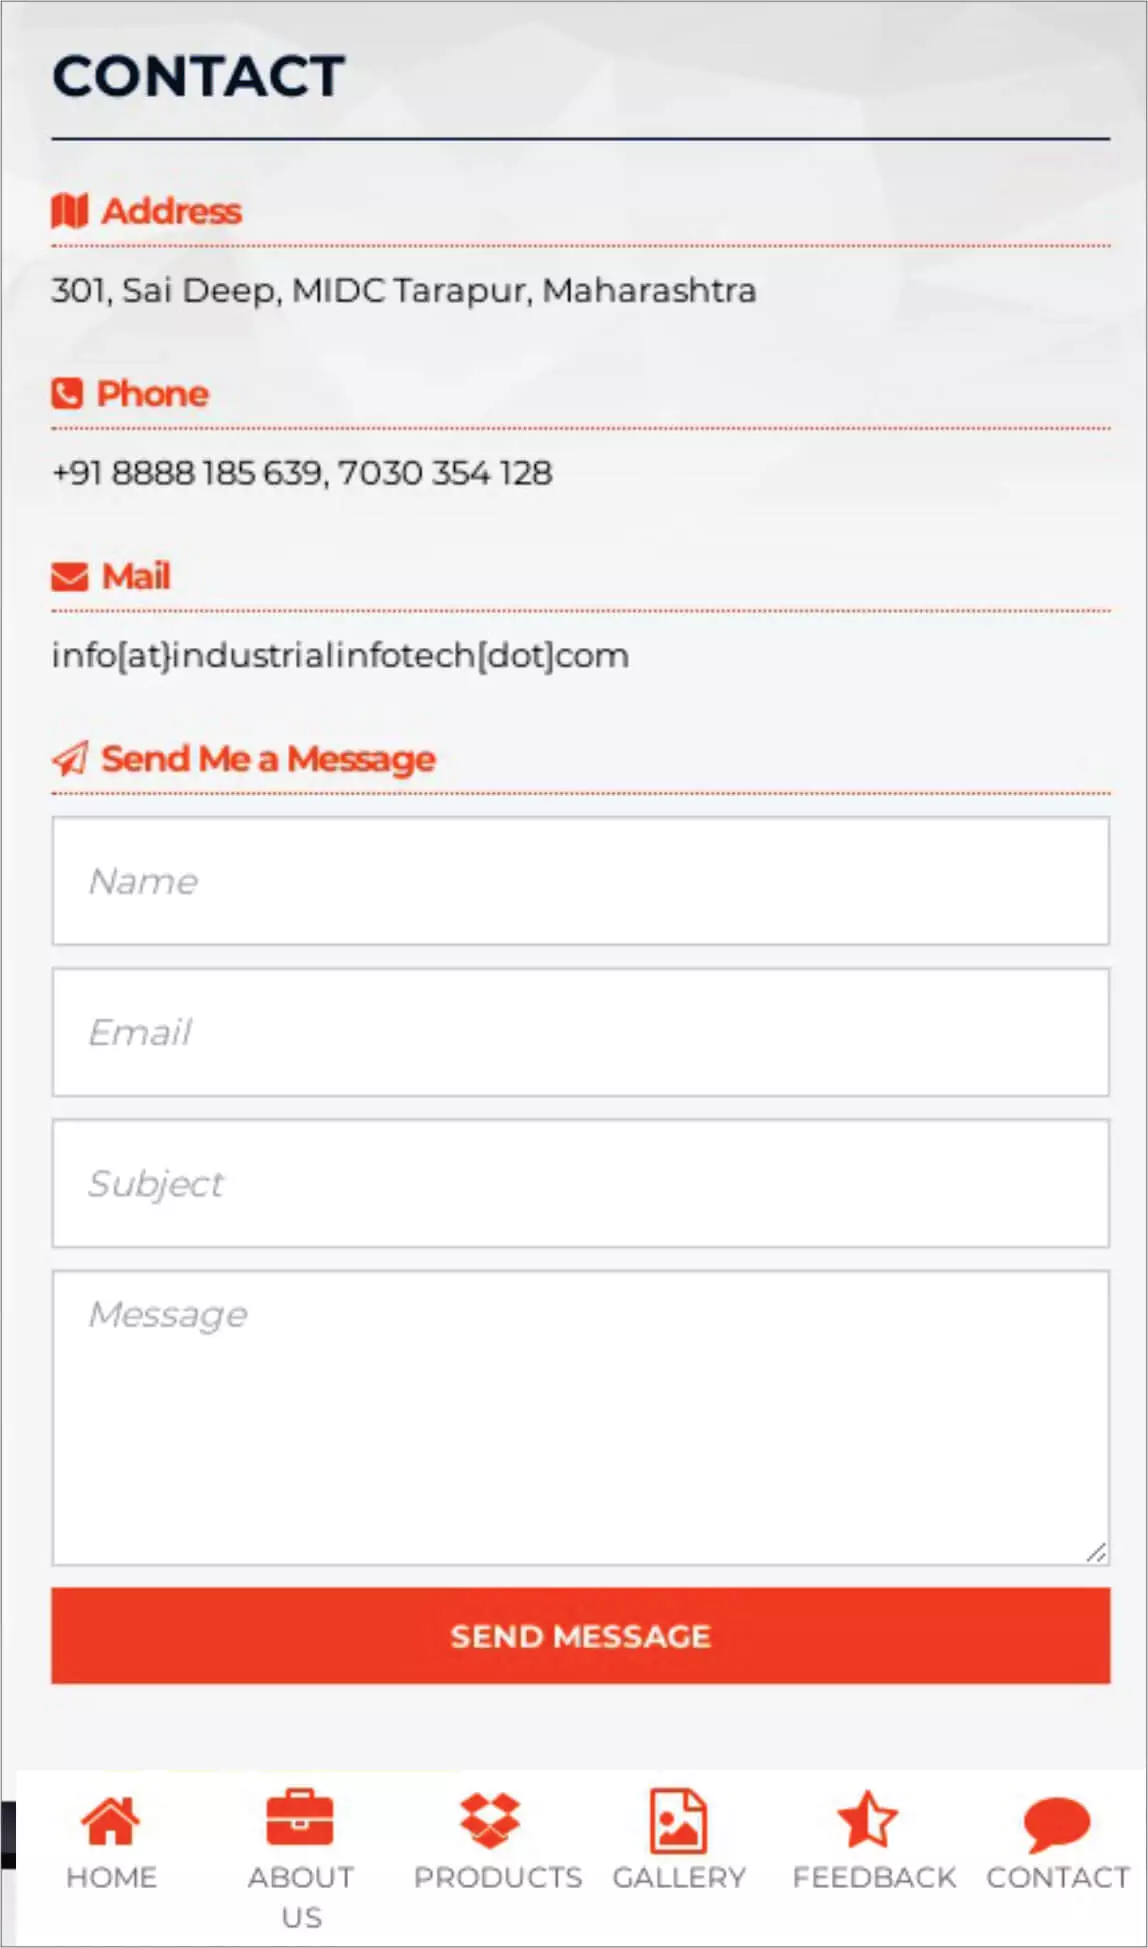 CONTACT
Address
301, Sai Deep, MIDC Tarapur, Maharashtra
Phone
+91 8888 185 639, 7030 354 128
Mail
info[at}industrialinfotech[dot]com
Send Me a Message
Name
Email
Subject
Message
SEND MESSAGE
HOME ABOUT PRODUCTS GALLERY FEEDBACK CONTACT
US